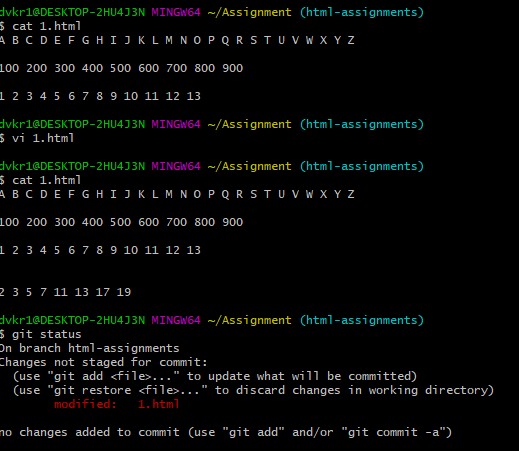 dvkr1@DESKTOP-2HU4J3N MINGW64 ~/Assignment (html-assignments)
$ cat 1.html
A B C D E F G H I J K L M N O P Q R S T U V W X Y Z
100 200 300 400 500 600 700 800 900
1 2 3 4 5 6 7 8 9 10 11 12 13
dvkr1@DESKTOP-2HU4J3N MINGW64 ~/Assignment (html-assignments)
$ vi 1.html
dvkr1@DESKTOP-2HU4J3N MINGW64 ~/Assignment (html-assignments)
$ cat 1.html
A B C D E F G H I J K L M N O P Q R S T U V W X Y Z
100 200 300 400 500 600 700 800 900
1 2 3 4 5 6 7 8 9 10 11 12 13
2 3 5 7 11 13 17 19
dvkr1@DESKTOP-2HU4J3N MINGW64 ~/Assignment (html-assignments)
$ git status
On branch html-assignments
Changes not staged for commit:
  (use "git add <file>..." to update what will be committed)
  (use "git restore <file>..." to discard changes in working directory)
        modified:   1.html
no changes added to commit (use "git add" and/or "git commit -a")